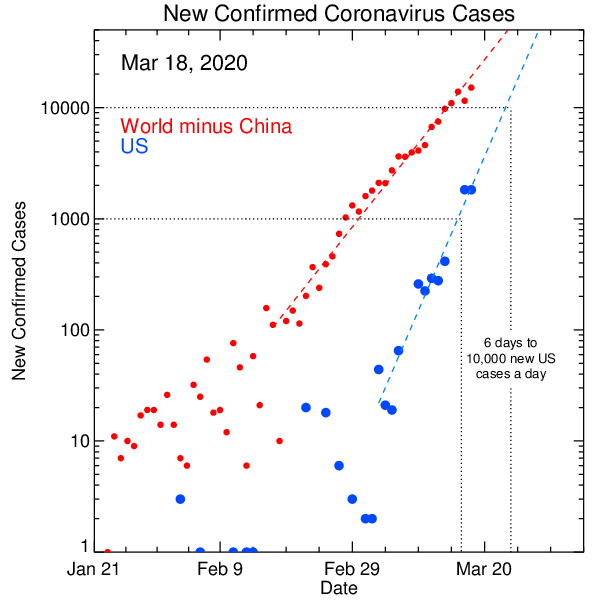 New Confirmed Coronavirus Cases
Mar 18, 2020
World minus China
US
10000
1000
100
10
1
New Confirmed Cases
6 days to
10,000 new US
cases a day
Jan 21
Feb 9
Feb 29
Mar 20
Date